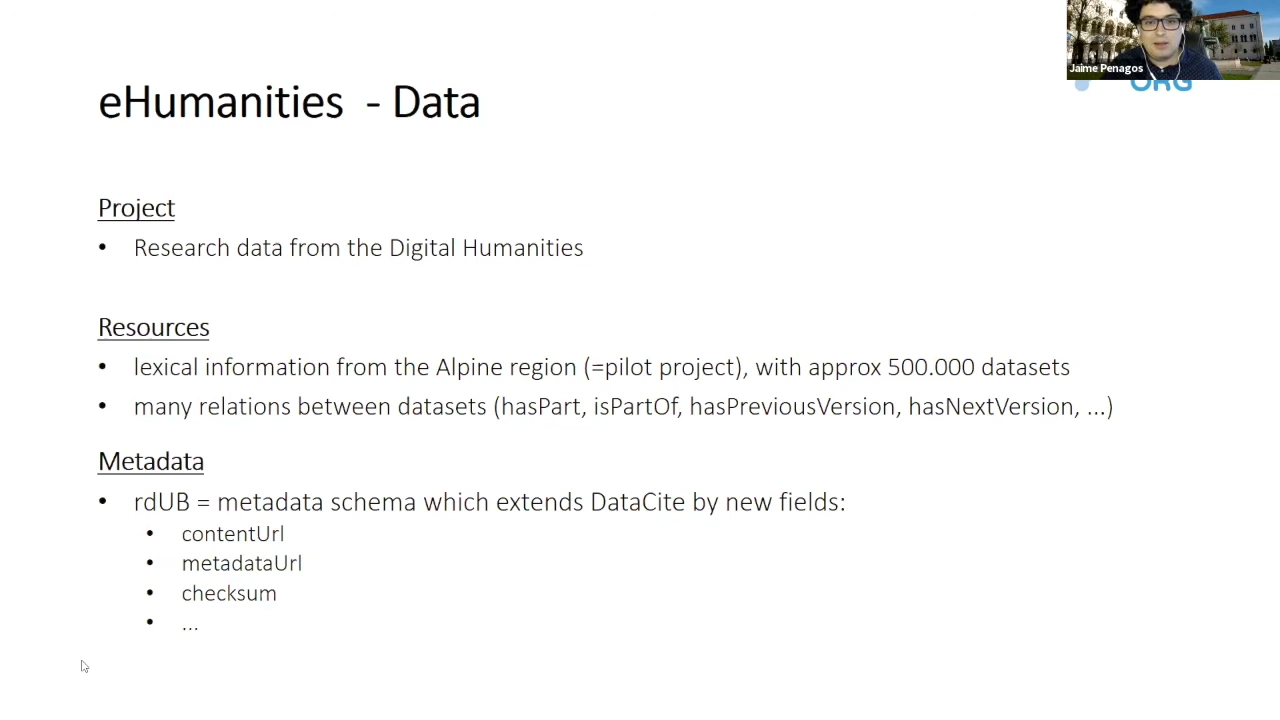 Jaime Penagos
ORG
eHumanities - Data
Project
• Research data from the Digital Humanities
Resources
• lexical information from the Alpine region (=pilot project), with approx 500.000 datasets
• many relations between datasets (hasPart, isPartOf, hasPreviousVersion, hasNextVersion, ...)
Metadata
• rdUB = metadata schema which extends DataCite by new fields:
• contentUrl
• metadataUrl
• checksum
• ...